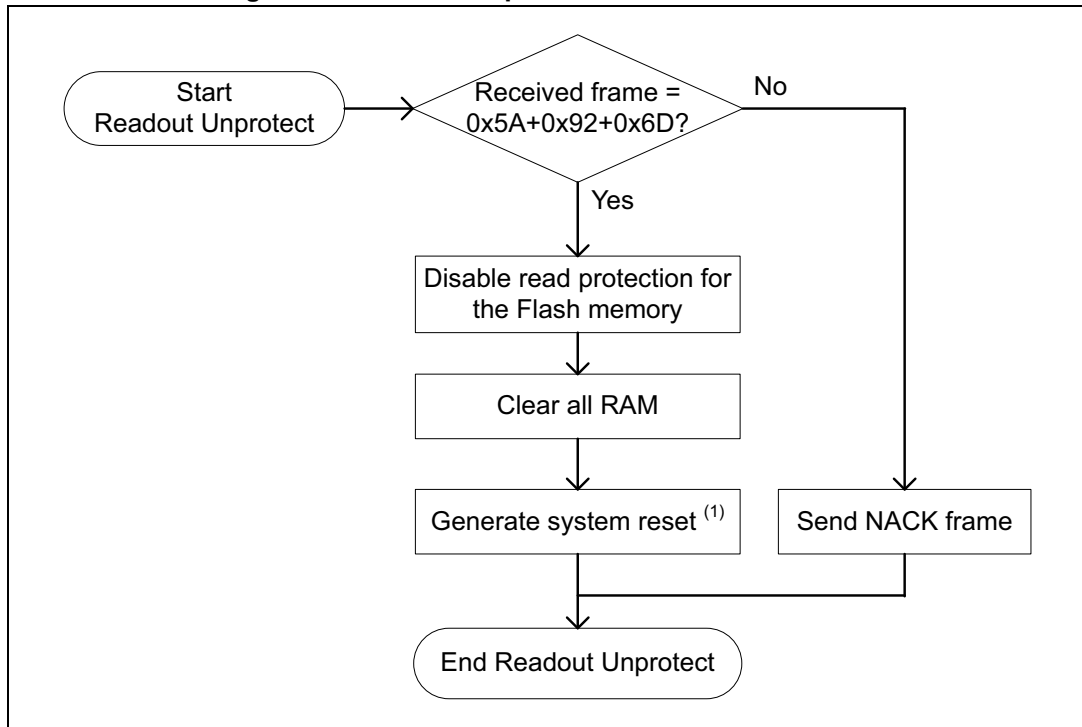 Start
Readout Unprotect
Received frame =
0x5A+0x92+0x6D?
No
Yes
Disable read protection for
the Flash memory
Clear all RAM
Generate system reset (1)
Send NACK frame
End Readout Unprotect